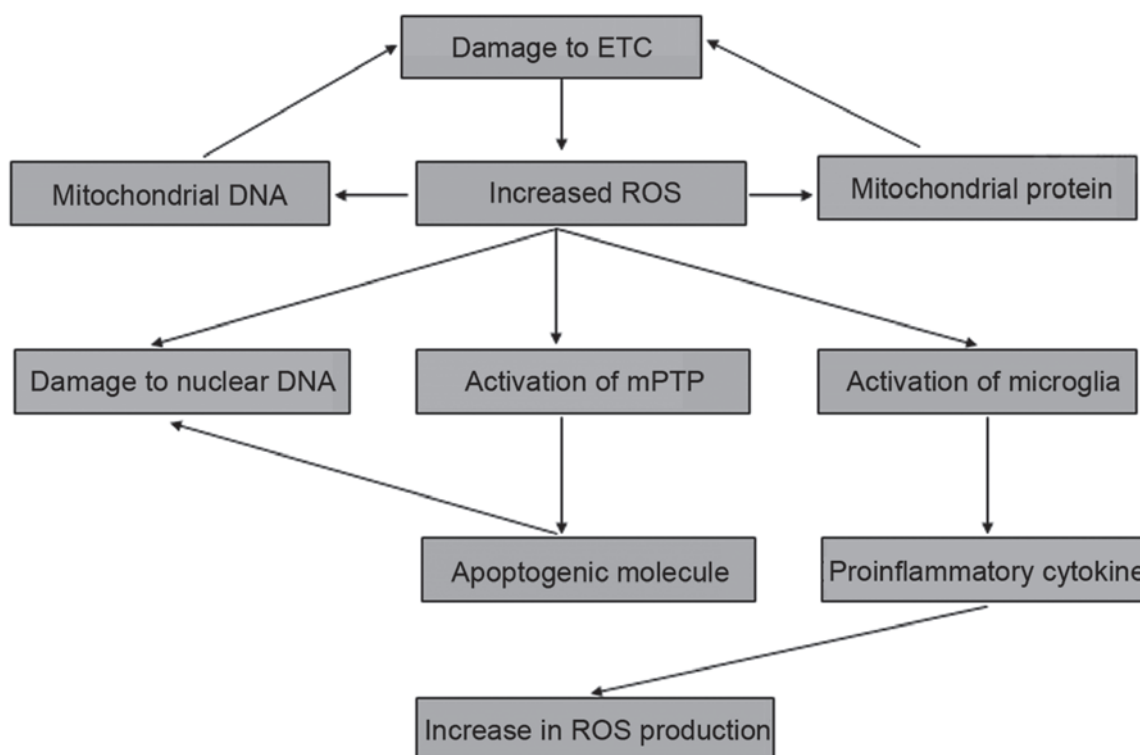 Damage to ETC
Mitochondrial DNA
Increased ROS
Mitochondrial protein
Damage to nuclear DNA
Activation of mPTP
Activation of microglia
Apoptogenic molecule
Proinflammatory cytokine
Increase in ROS production